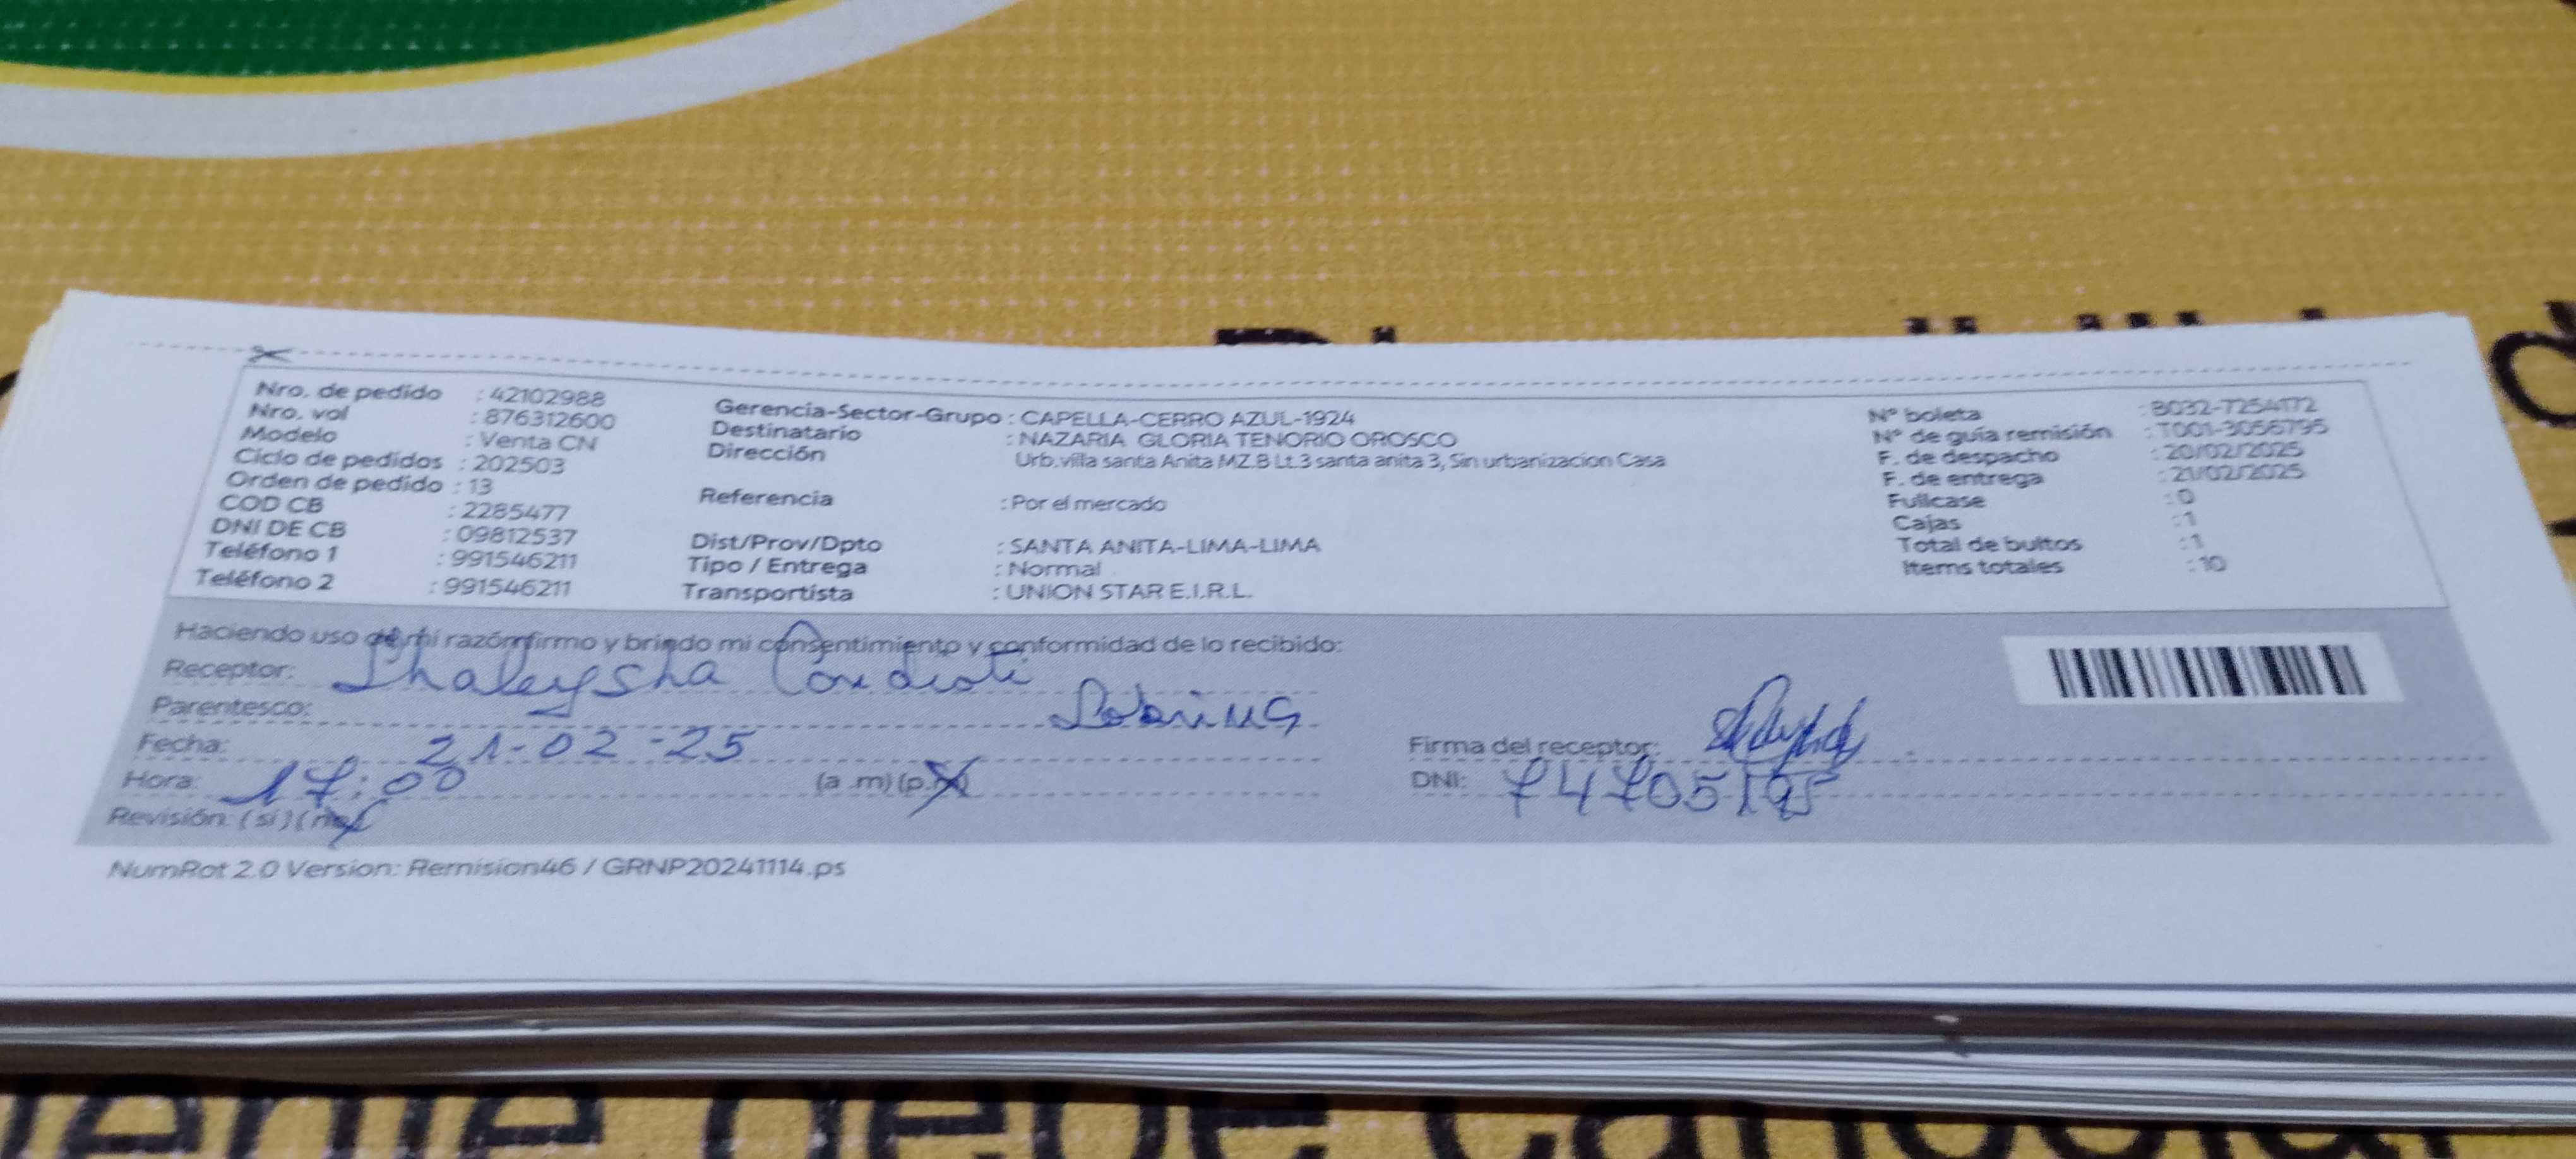 Nro. de pedido : 42102988
Nro. vol : 876312600
Modelo : Venta CN
Ciclo de pedidos : 202503
Orden de pedido : 13
COD CB : 2285477
DNI DE CB : 09812537
Teléfono 1 : 991546211
Teléfono 2 : 991546211
Gerencia-Sector-Grupo : CAPELLA-CERRO AZUL-1924
Destinatario : NAZARIA GLORIA TENORIO OROSCO
Dirección : Urb.villa santa Anita MZ.B Lt.3 santa anita 3, Sin urbanizacion Casa
Referencia : Por el mercado
Dist/Prov/Dpto : SANTA ANITA-LIMA-LIMA
Tipo / Entrega : Normal
Transportista : UNION STAR E.I.R.L.
N° boleta : B032-7254172
N° de guía remisión : T001-3056795
F. de despacho : 20/02/2025
F. de entrega : 21/02/2025
Fullcase : 0
Cajas : 1
Total de bultos : 1
Items totales : 10
Haciendo uso de mi razón firmo y brindo mi consentimiento y conformidad de lo recibido:
Receptor:
Parentesco: Sobrina
Fecha: 21-02-25
Hora: 17:00 (a .m) (p.m)
Revisión: (si) (no)
Firma del receptor:
DNI:
NumRot 2.0 Version: Remision46 / GRNP20241114.ps
debe